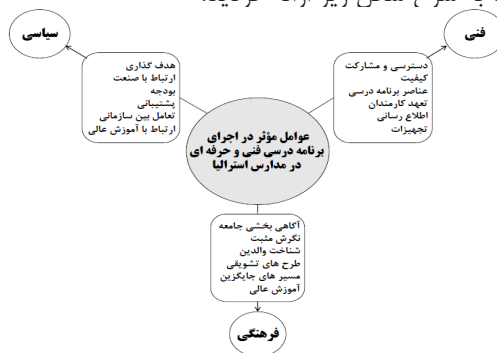 سیاسی
فنی
هدف گذاری
ارتباط با صنعت
بودجه
پشتیبانی
تعامل بین سازمانی
ارتباط با آموزش عالی
دسترسی و مشارکت
کیفیت
عناصر برنامه درسی
تعهد کارمندان
اطلاع رسانی
تجهیزات
عوامل مؤثر در اجرای
برنامه درسی فنی و حرفه ای
در مدارس استرالیا
آگاهی بخشی جامعه
نگرش مثبت
شناخت والدین
طرح های تشویقی
مسیر های جایگزین
آموزش عالی
فرهنگی